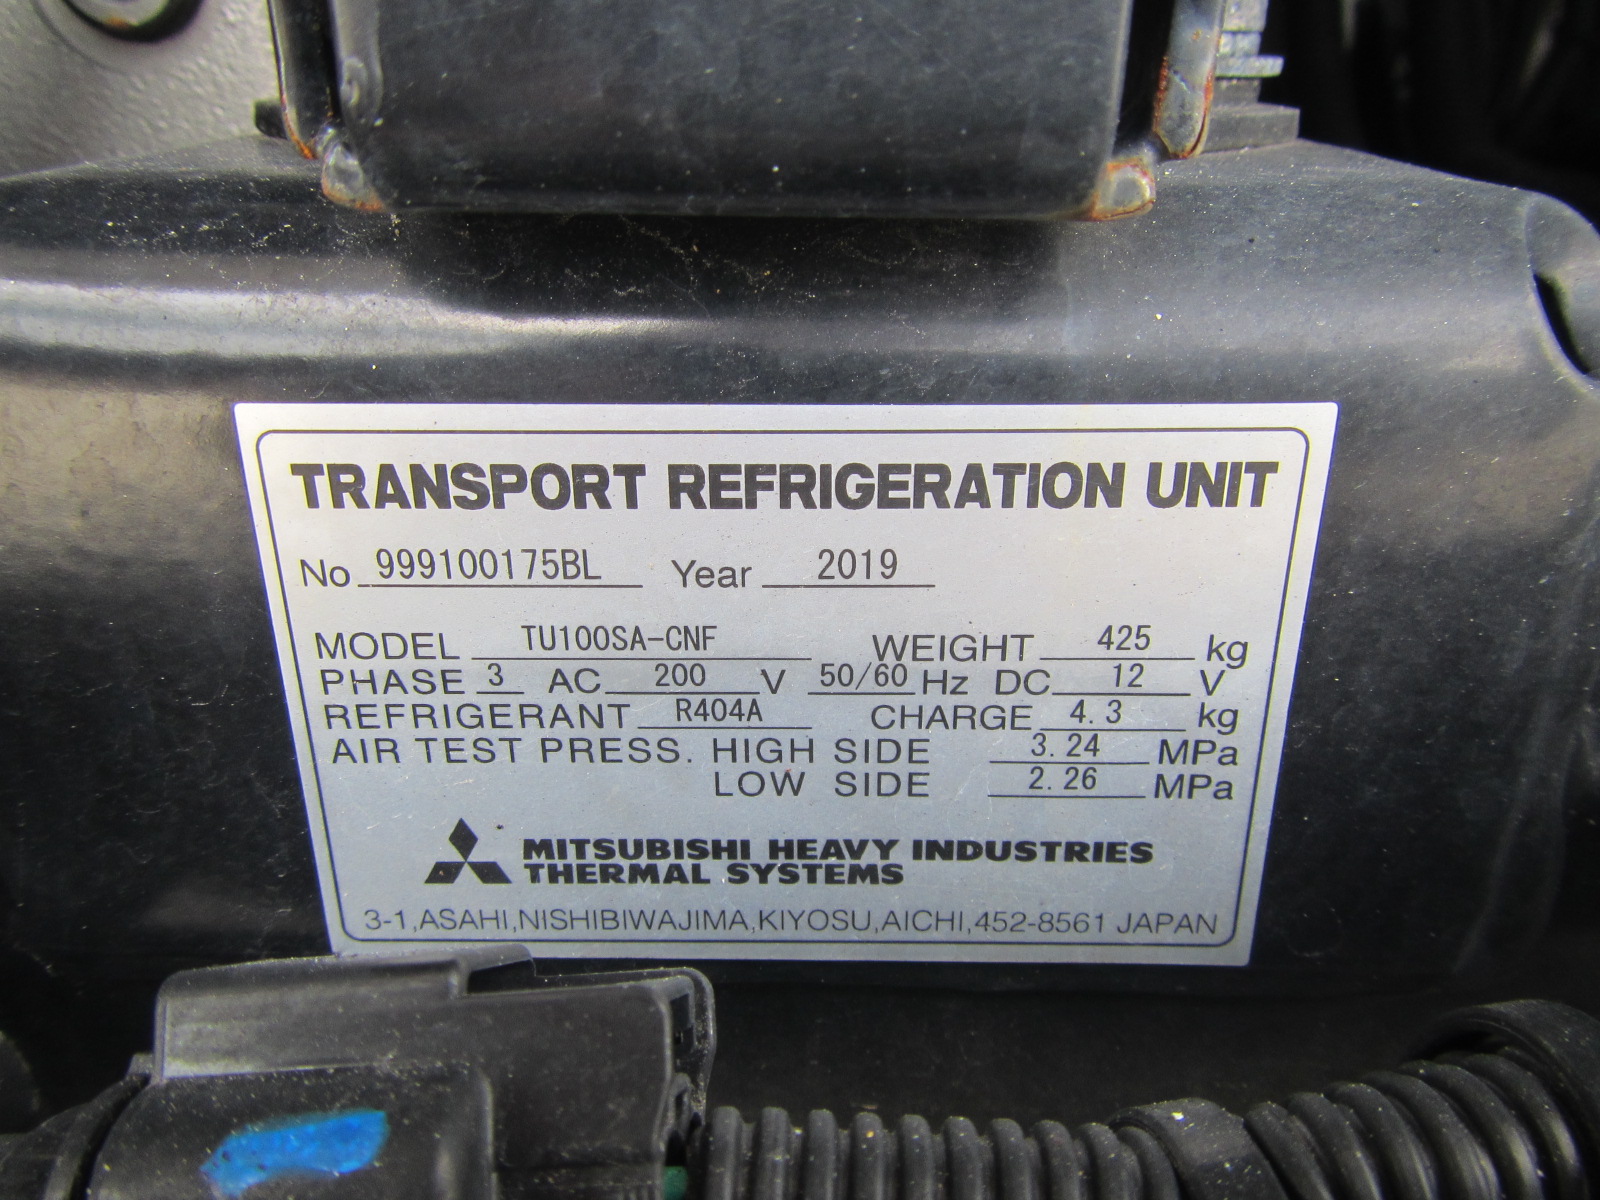 TRANSPORT REFRIGERATION UNIT
No 999100175BL Year 2019
MODEL TU100SA-CNF WEIGHT 425 kg
PHASE 3 AC 200 V 50/60 Hz DC 12 V
REFRIGERANT R404A CHARGE 4.3 kg
AIR TEST PRESS. HIGH SIDE 3.24 MPa
LOW SIDE 2.26 MPa
MITSUBISHI HEAVY INDUSTRIES
THERMAL SYSTEMS
3-1,ASAHI,NISHIBIWAJIMA,KIYOSU,AICHI,452-8561 JAPAN